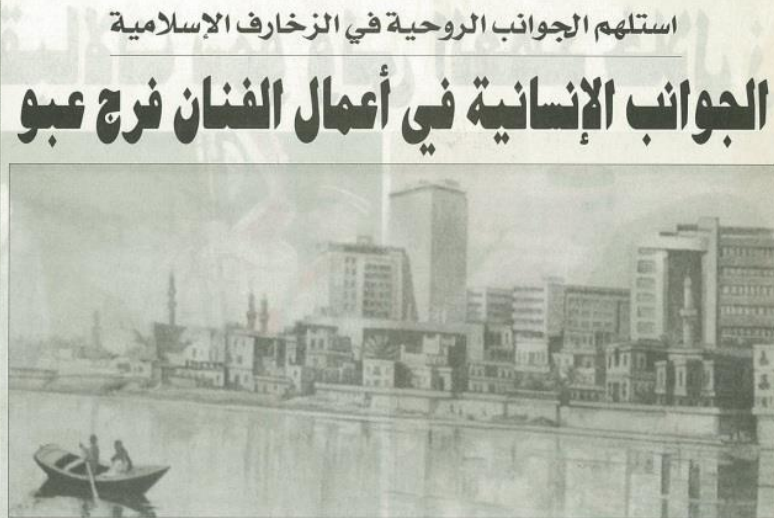 استلهم الجوانب الروحية في الزخارف الإسلامية
الجوانب الإنسانية في أعمال الفنان فرج عبو